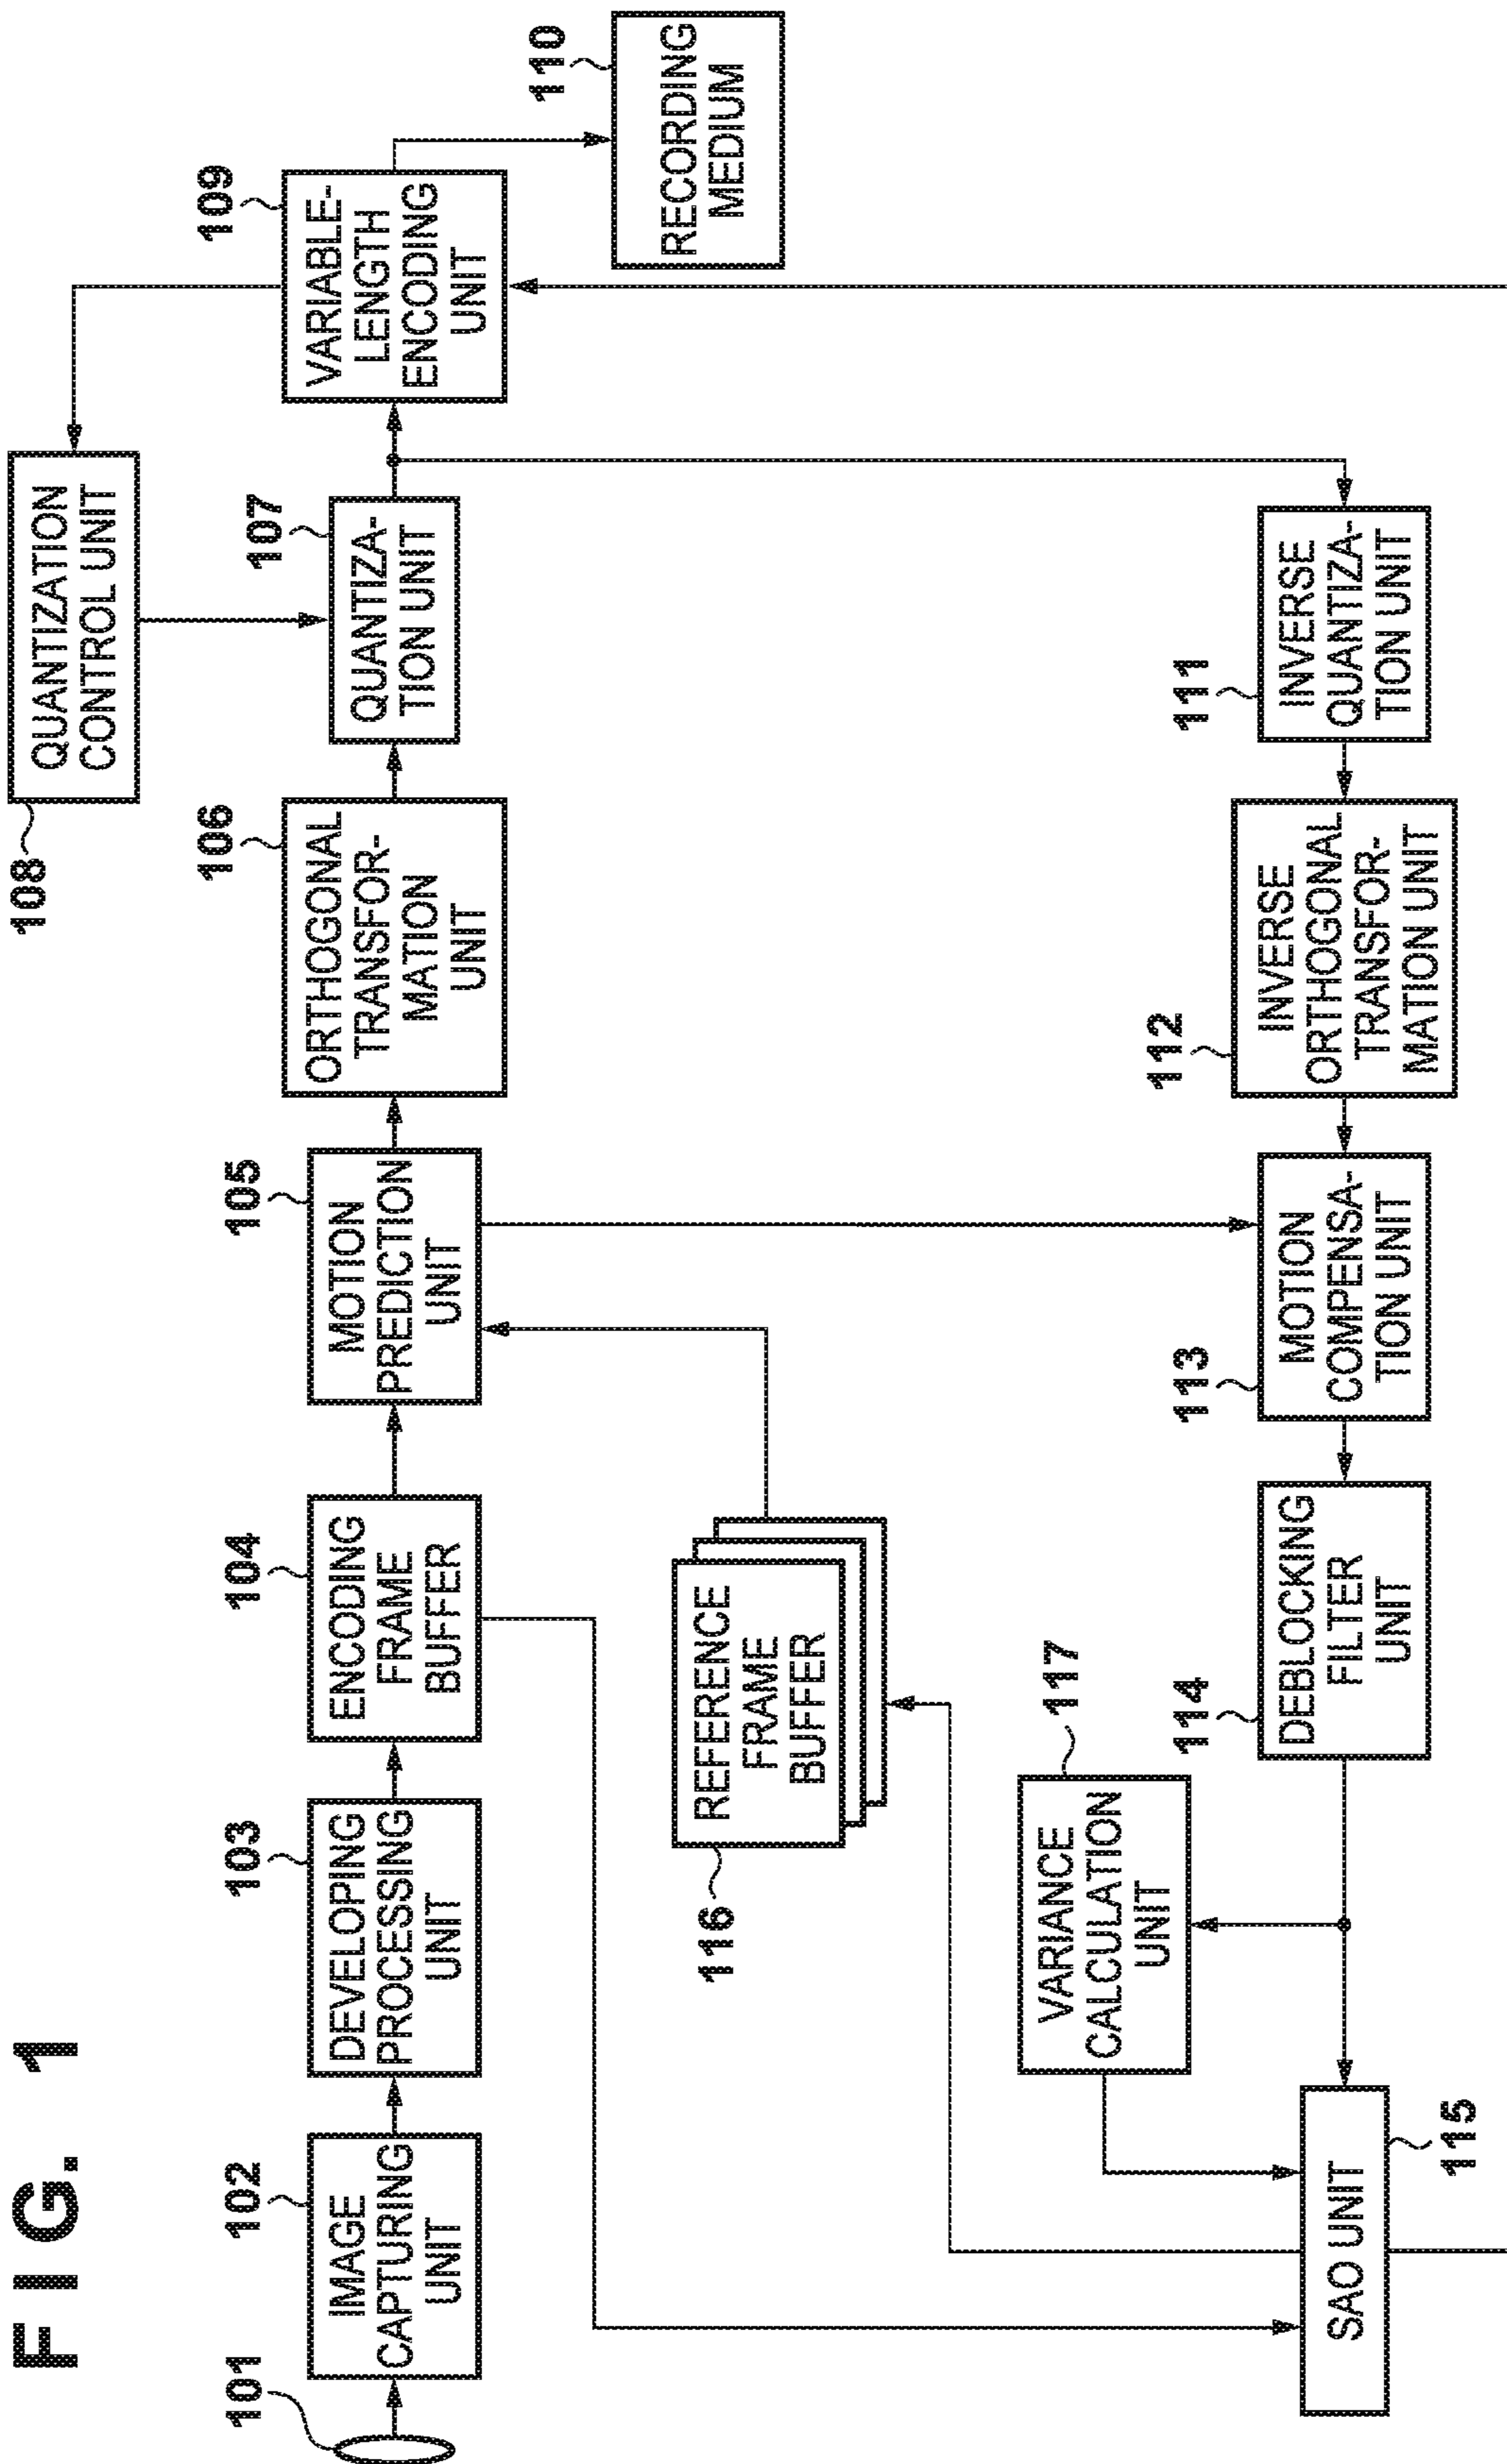 FIG. 1
101
102
IMAGE
CAPTURING
UNIT
103
DEVELOPING
PROCESSING
UNIT
104
ENCODING
FRAME
BUFFER
105
MOTION
PREDICTION
UNIT
106
ORTHOGONAL
TRANSFOR-
MATION
UNIT
107
QUANTIZA-
TION UNIT
108
QUANTIZATION
CONTROL UNIT
109
VARIABLE-
LENGTH
ENCODING
UNIT
110
RECORDING
MEDIUM
116
REFERENCE
FRAME
BUFFER
117
VARIANCE
CALCULATION
UNIT
115
SAO UNIT
114
DEBLOCKING
FILTER
UNIT
113
MOTION
COMPENSA-
TION UNIT
112
INVERSE
ORTHOGONAL
TRANSFOR-
MATION UNIT
111
INVERSE
QUANTIZA-
TION UNIT